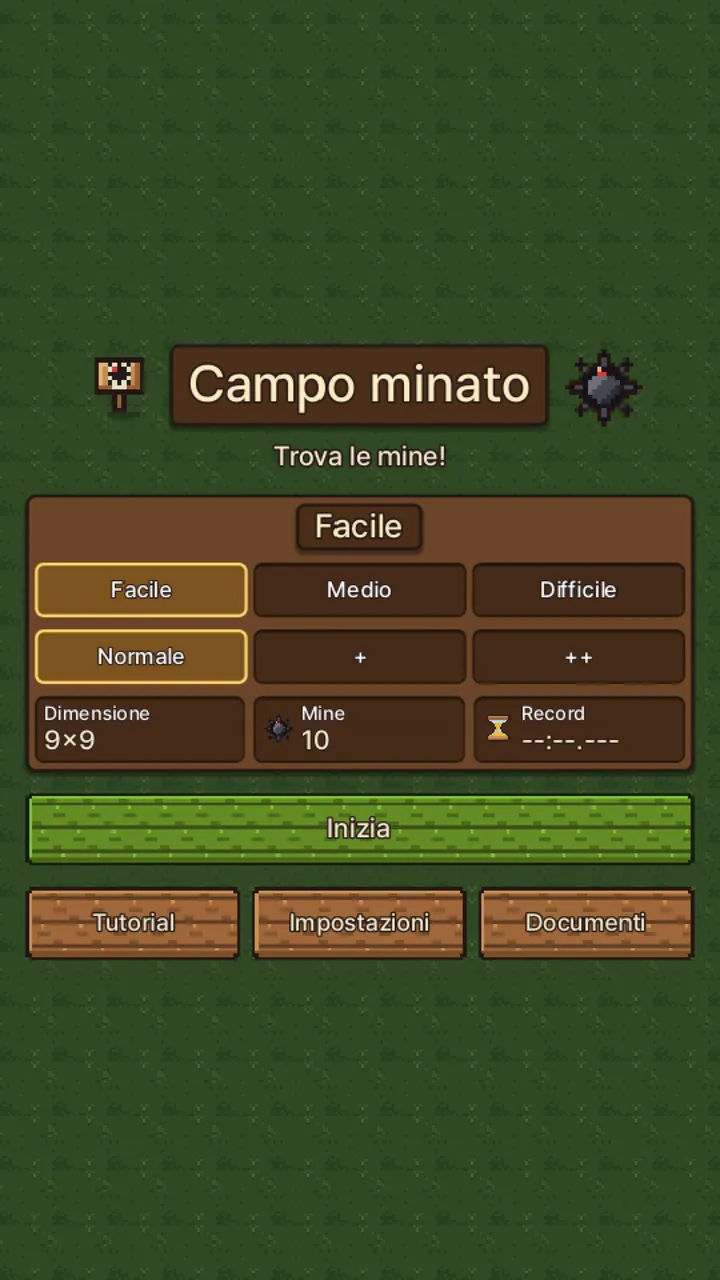 Campo minato
Trova le mine!
Facile
Facile Medio Difficile
Normale + ++
Dimensione Mine Record
9×9 10 --:--.---
Inizia
Tutorial Impostazioni Documenti